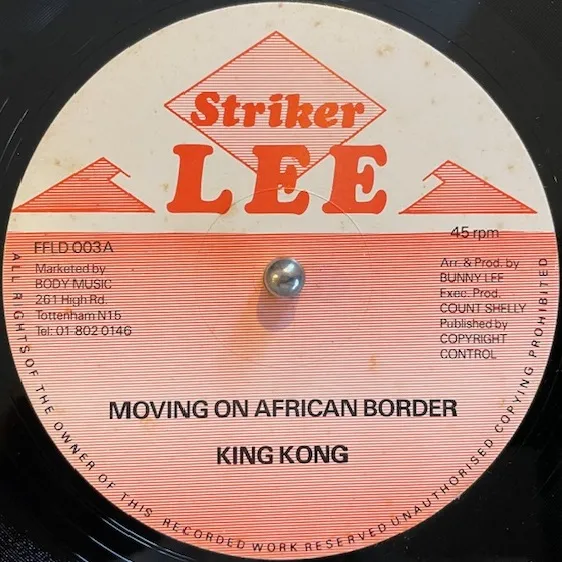 Striker
LEE
FFLD 003A
Marketed by
BODY MUSIC
261 High Rd.
Tottenham N15
Tel: 01-802 0146
45 rpm
Arr. & Prod. by
BUNNY LEE
Exec. Prod.
COUNT SHELLY
Published by
COPYRIGHT
CONTROL
MOVING ON AFRICAN BORDER
KING KONG
ALL RIGHTS OF THE OWNER OF THIS RECORDED WORK RESERVED UNAUTHORISED COPYING PROHIBITED